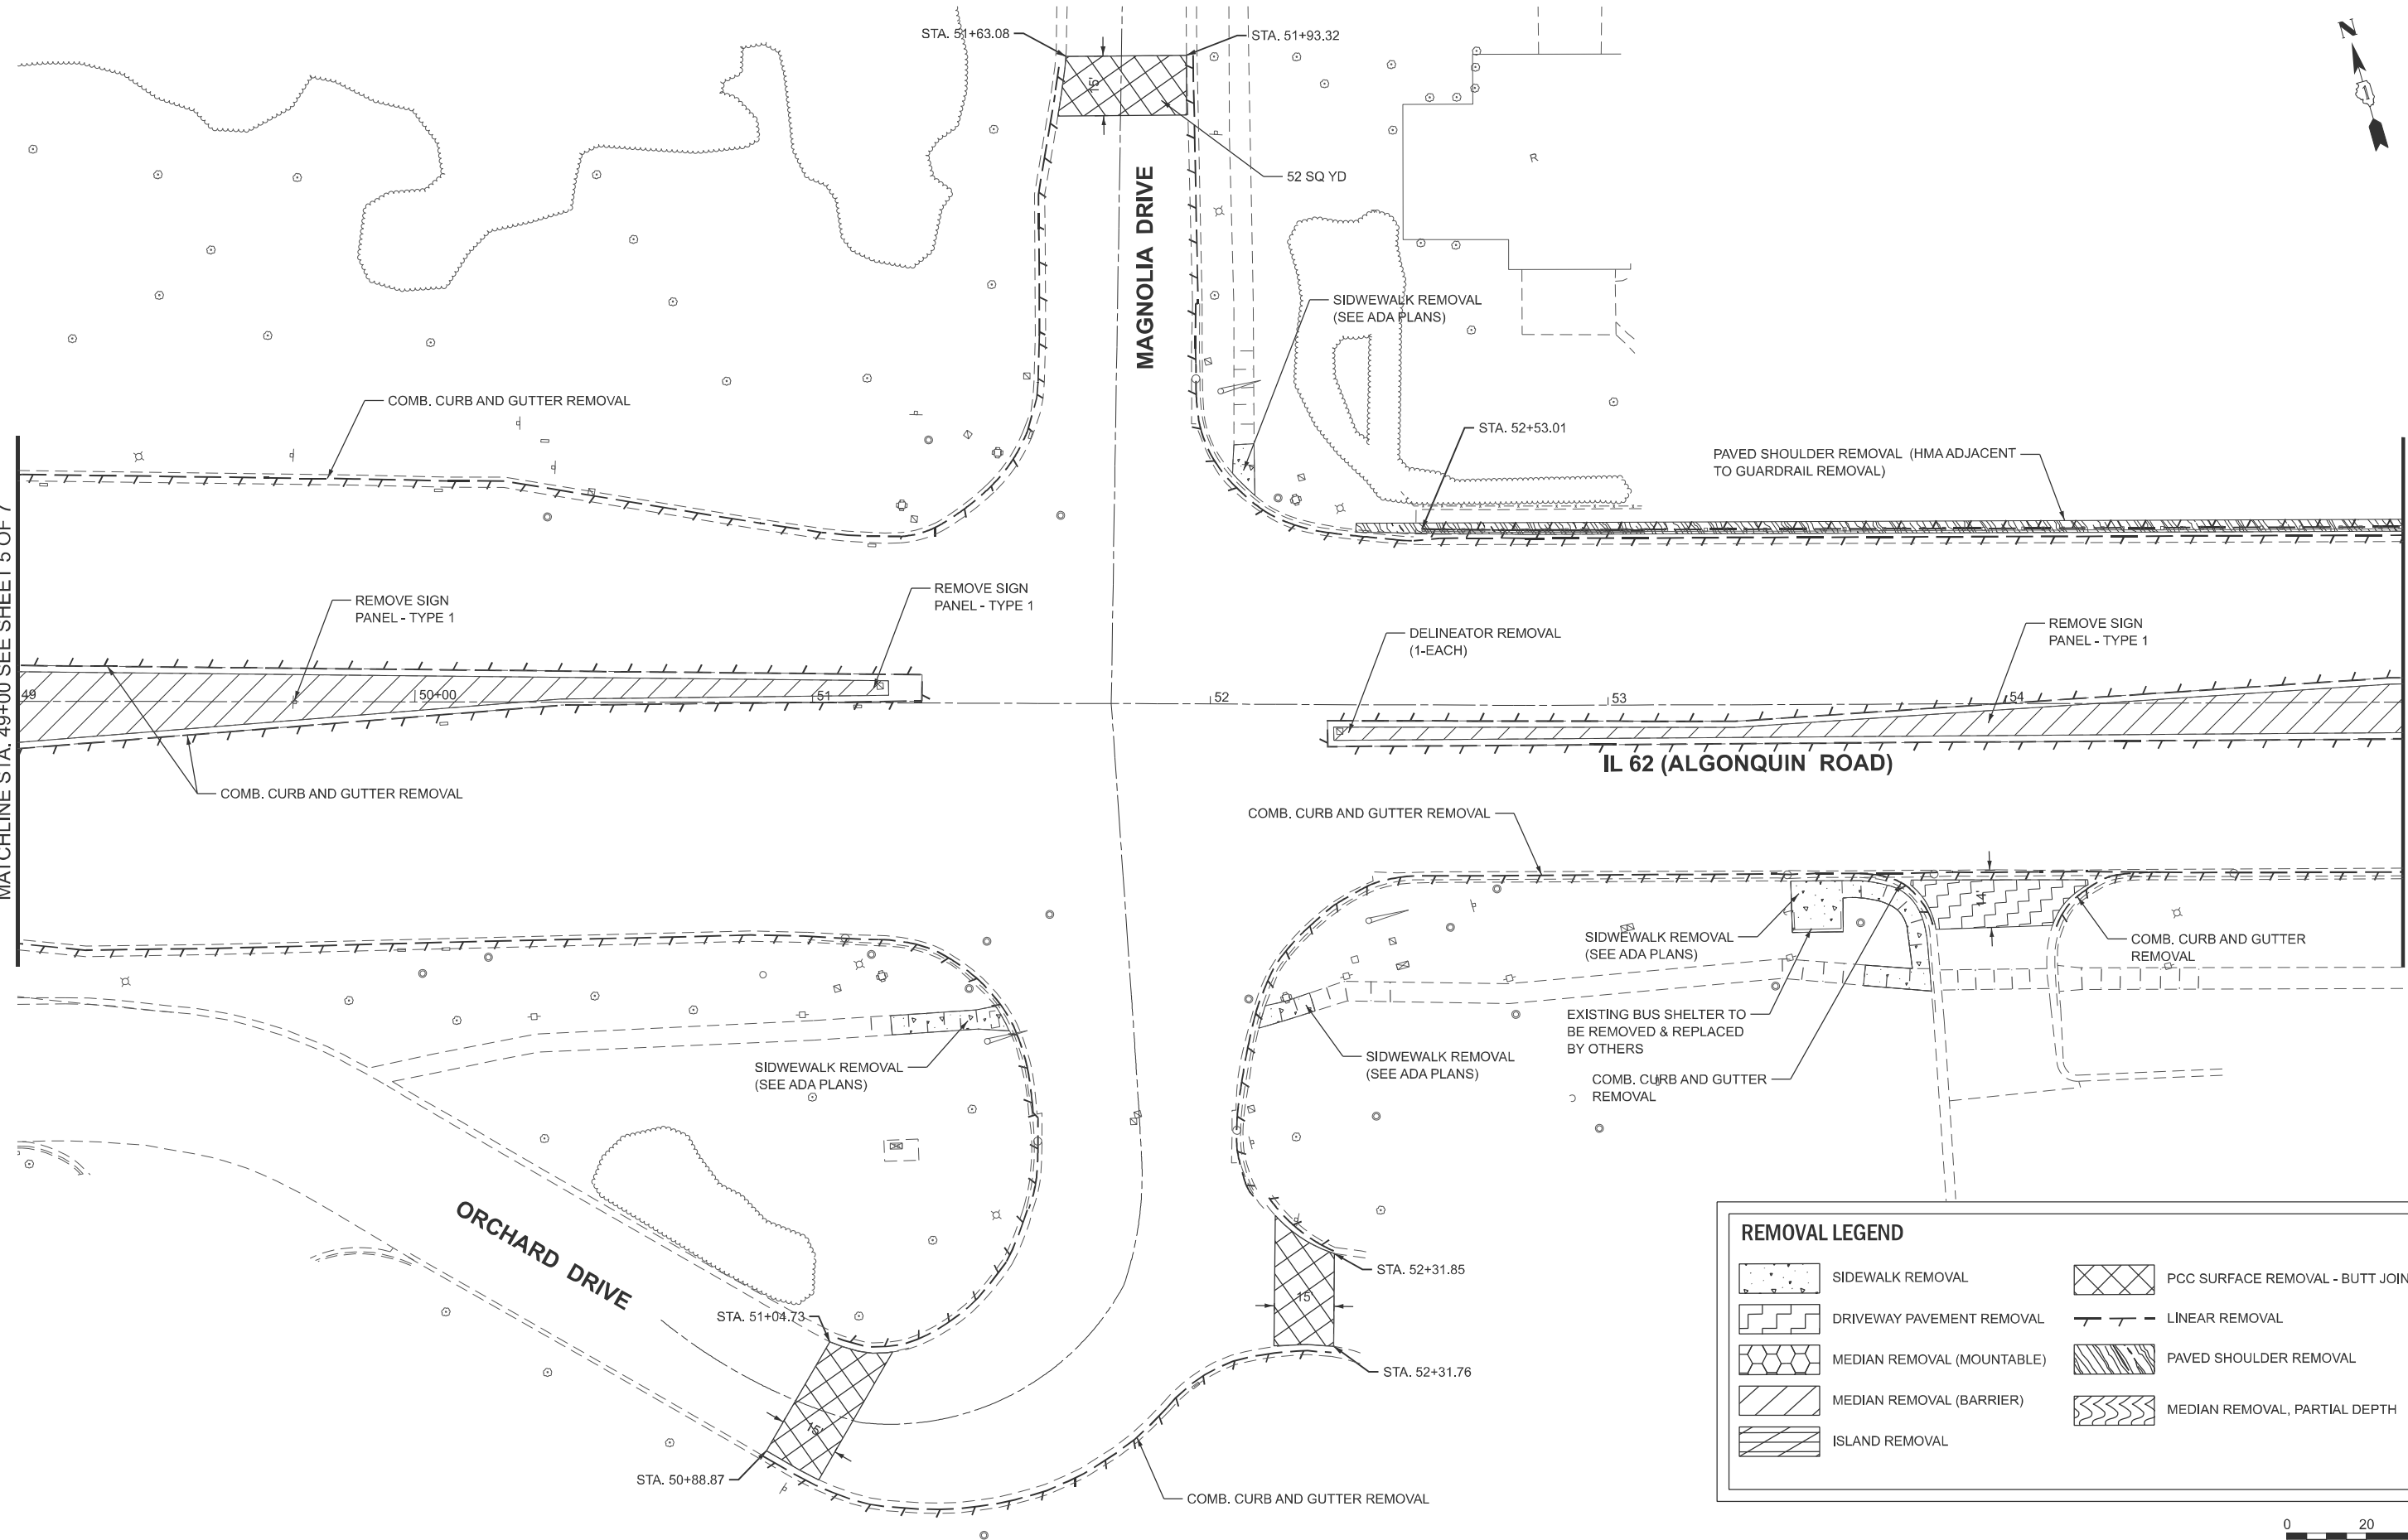 STA. 51+63.08
STA. 51+93.32
N
15'
52 SQ YD
R
MAGNOLIA DRIVE
SIDWEWALK REMOVAL
(SEE ADA PLANS)
COMB. CURB AND GUTTER REMOVAL
STA. 52+53.01
PAVED SHOULDER REMOVAL (HMA ADJACENT
TO GUARDRAIL REMOVAL)
MATCHLINE STA. 49+00 SEE SHEET 5 OF 7
REMOVE SIGN
PANEL - TYPE 1
REMOVE SIGN
PANEL - TYPE 1
DELINEATOR REMOVAL
(1-EACH)
REMOVE SIGN
PANEL - TYPE 1
49
50+00
51
52
53
54
IL 62 (ALGONQUIN ROAD)
COMB. CURB AND GUTTER REMOVAL
COMB. CURB AND GUTTER REMOVAL
14'
SIDWEWALK REMOVAL
(SEE ADA PLANS)
COMB. CURB AND GUTTER
REMOVAL
EXISTING BUS SHELTER TO
BE REMOVED & REPLACED
BY OTHERS
SIDWEWALK REMOVAL
(SEE ADA PLANS)
SIDWEWALK REMOVAL
(SEE ADA PLANS)
COMB. CURB AND GUTTER
REMOVAL
ORCHARD DRIVE
STA. 52+31.85
15'
STA. 51+04.73
STA. 52+31.76
15'
STA. 50+88.87
COMB. CURB AND GUTTER REMOVAL
REMOVAL LEGEND
SIDEWALK REMOVAL
DRIVEWAY PAVEMENT REMOVAL
MEDIAN REMOVAL (MOUNTABLE)
MEDIAN REMOVAL (BARRIER)
ISLAND REMOVAL
PCC SURFACE REMOVAL - BUTT JOIN
LINEAR REMOVAL
PAVED SHOULDER REMOVAL
MEDIAN REMOVAL, PARTIAL DEPTH
0 20